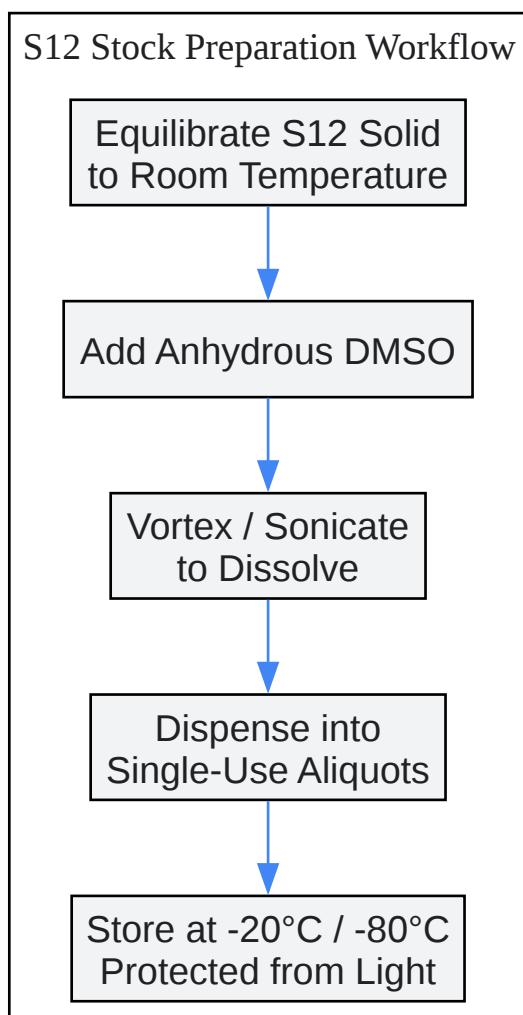 S12 Stock Preparation Workflow
Equilibrate S12 Solid
to Room Temperature
Add Anhydrous DMSO
Vortex / Sonicate
to Dissolve
Dispense into
Single-Use Aliquots
Store at -20°C / -80°C
Protected from Light